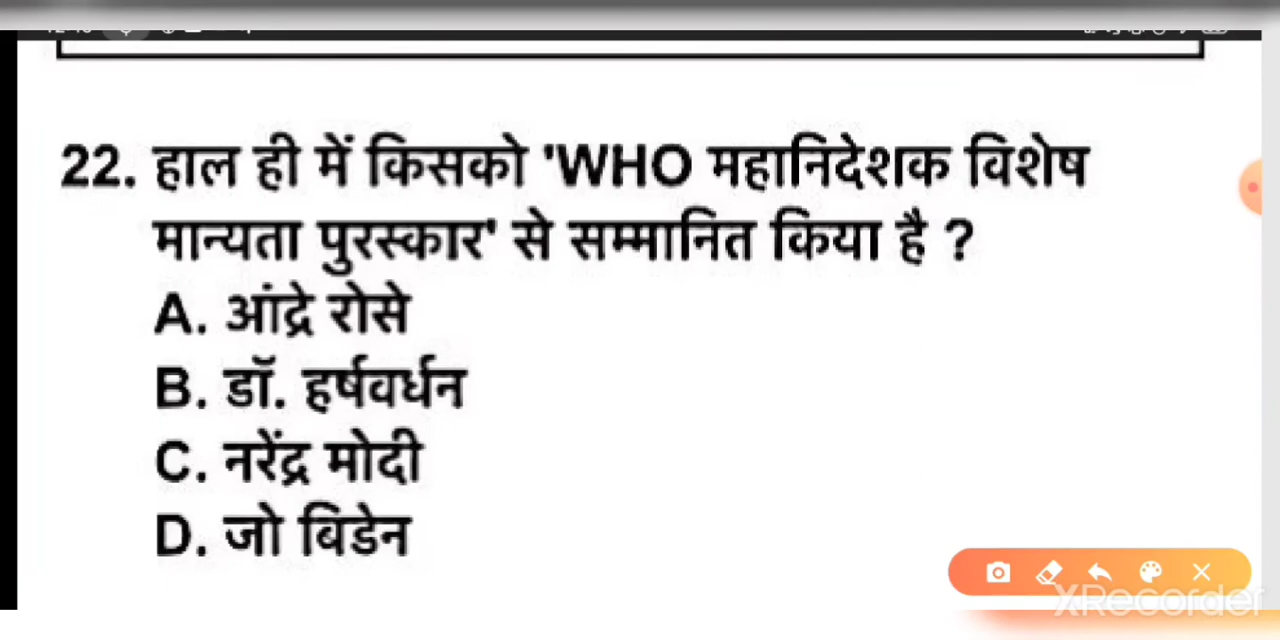 22. हाल ही में किसको 'WHO महानिदेशक विशेष
मान्यता पुरस्कार' से सम्मानित किया है ?
A. आंद्रे रोसे
B. डॉ. हर्षवर्धन
C. नरेंद्र मोदी
D. जो बिडेन
XRecorder